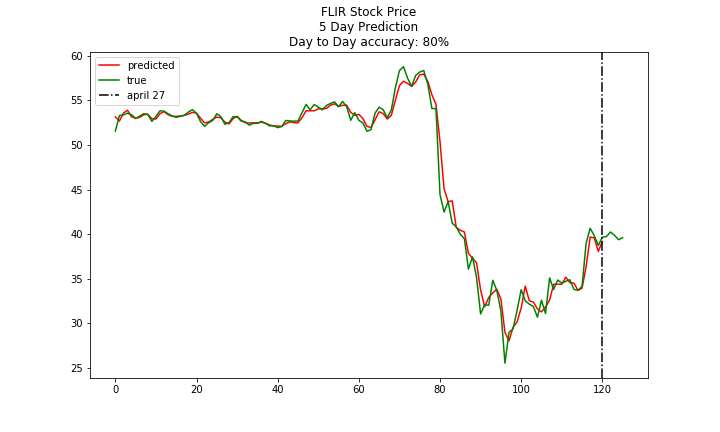 FLIR Stock Price
5 Day Prediction
Day to Day accuracy: 80%
60
55
50
45
40
35
30
25
predicted
true
april 27
0
20
40
60
80
100
120